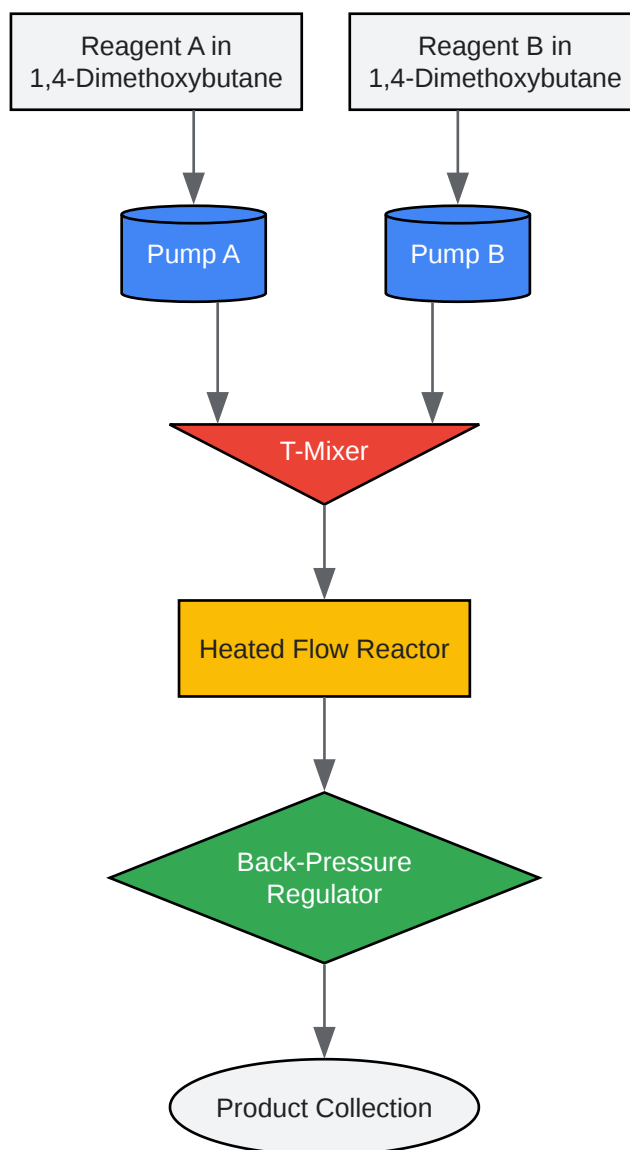 Reagent A in
1,4-Dimethoxybutane
Reagent B in
1,4-Dimethoxybutane
Pump A
Pump B
T-Mixer
Heated Flow Reactor
Back-Pressure
Regulator
Product Collection